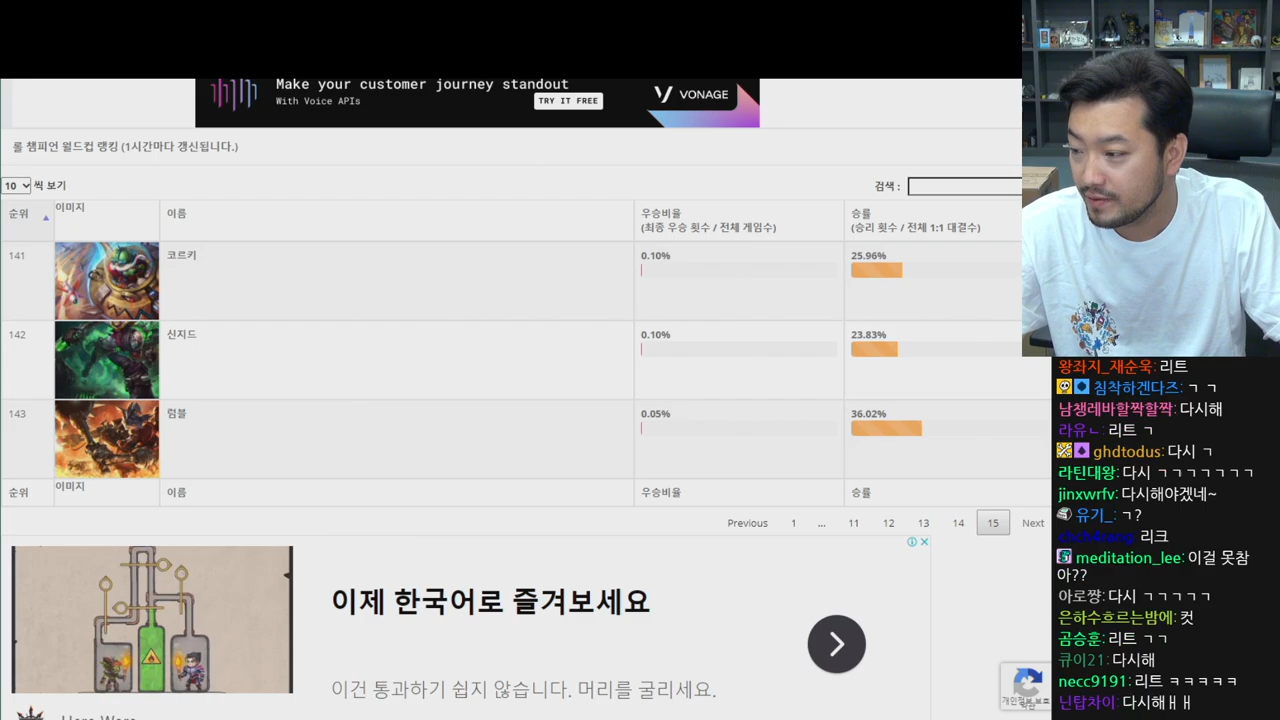 Make your customer journey standout
With Voice APIs
TRY IT FREE
VONAGE
롤 챔피언 월드컵 랭킹 (1시간마다 갱신됩니다.)
10 씩 보기
검색 :
순위 이미지 이름 우승비율 승률
(최종 우승 횟수 / 전체 게임수) (승리 횟수 / 전체 1:1 대결수)
141 코르키 0.10% 25.96%
142 신지드 0.10% 23.83%
143 럼블 0.05% 36.02%
순위 이미지 이름 우승비율 승률
Previous 1 ... 11 12 13 14 15 Next
이제 한국어로 즐겨보세요
이건 통과하기 쉽지 않습니다. 머리를 굴리세요.
개인정보 보호
왕좌지_재순욱: 리트
침착하겐다즈: ㄱ ㄱ
남챙레바할짝할짝: 다시해
라유ㄴ: 리트 ㄱ
ghdtodus: 다시 ㄱ
라틴대왕: 다시 ㄱㄱㄱㄱㄱㄱㄱ
jinxwrfv: 다시해야겠네~
유기_: ㄱ?
리크
meditation_lee: 이걸 못참
아??
아로쨩: 다시 ㄱㄱㄱㄱㄱ
은하수흐르는밤에: 컷
곰승훈: 리트 ㄱㄱ
큐이21: 다시해
necc9191: 리트 ㅋㅋㅋㅋㅋ
닌탑차이: 다시해ㅐㅐ